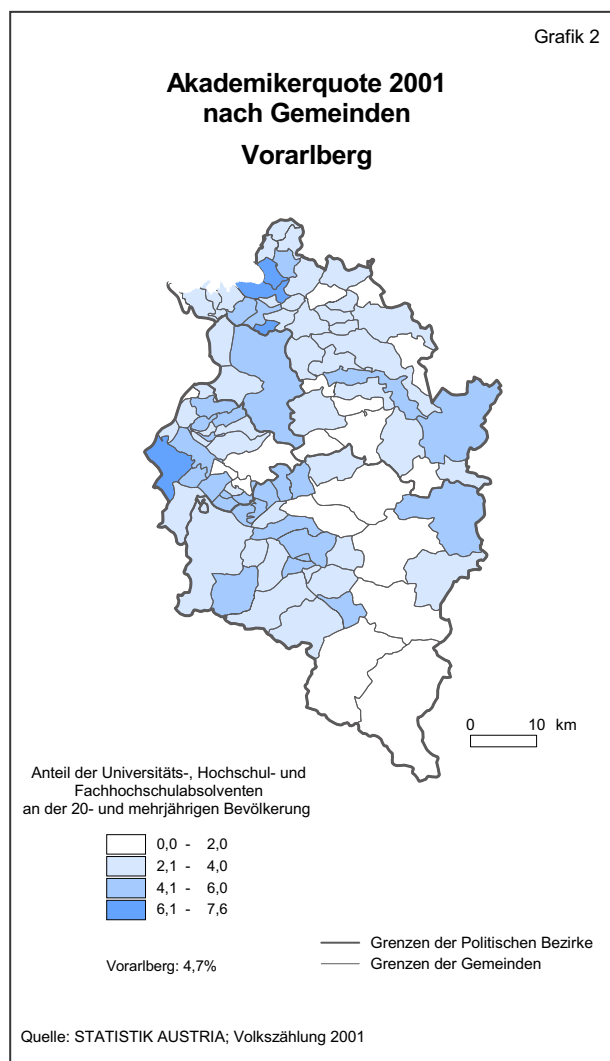 Grafik 2
Akademikerquote 2001
nach Gemeinden
Vorarlberg
0 10 km
Anteil der Universitäts-, Hochschul- und
Fachhochschulabsolventen
an der 20- und mehrjährigen Bevölkerung
0,0 - 2,0
2,1 - 4,0
4,1 - 6,0
6,1 - 7,6
Vorarlberg: 4,7%
Grenzen der Politischen Bezirke
Grenzen der Gemeinden
Quelle: STATISTIK AUSTRIA; Volkszählung 2001